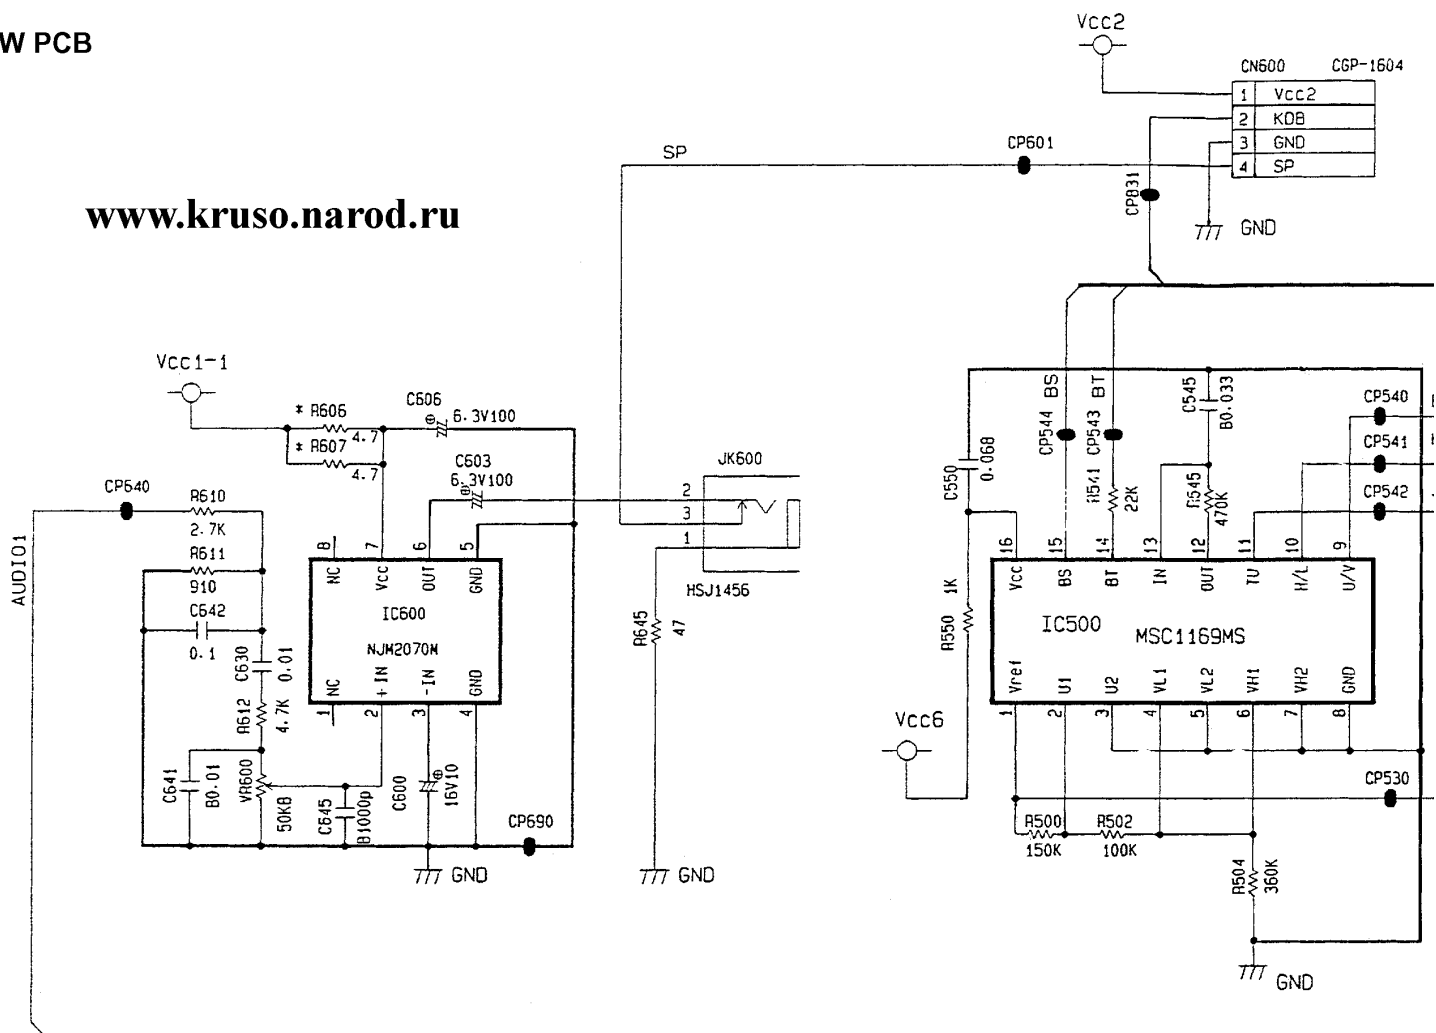 W PCB
Vcc2
CN600 CGP-1604
1 Vcc2
2 KDB
3 GND
4 SP
SP
CP601
CP831
GND
www.kruso.narod.ru
Vcc1-1
* R606
4.7
* R607
4.7
C606
6.3V100
C603
6.3V100
CP640
R610
2.7K
R611
910
C642
0.1
C630
0.01
R612
4.7K
C641
B0.01
VR600
50KB
C645
B1000p
C600
16V10
CP690
GND
AUDIO1
8 7 6 5
NC Vcc OUT GND
IC600
NJM2070M
NC +IN -IN GND
1 2 3 4
JK600
2
3
1
HSJ1456
R645
47
GND
BS
BT
CP544
CP543
C545
B0.033
C550
0.068
R541
22K
R545
470K
CP540
CP541
CP542
16 15 14 13 12 11 10 9
Vcc BS BT IN OUT TU H/L U/V
IC500 MSC1169MS
Vref U1 U2 VL1 VL2 VH1 VH2 GND
1 2 3 4 5 6 7 8
R550 1K
Vcc6
CP530
R500
150K
R502
100K
R504
360K
GND